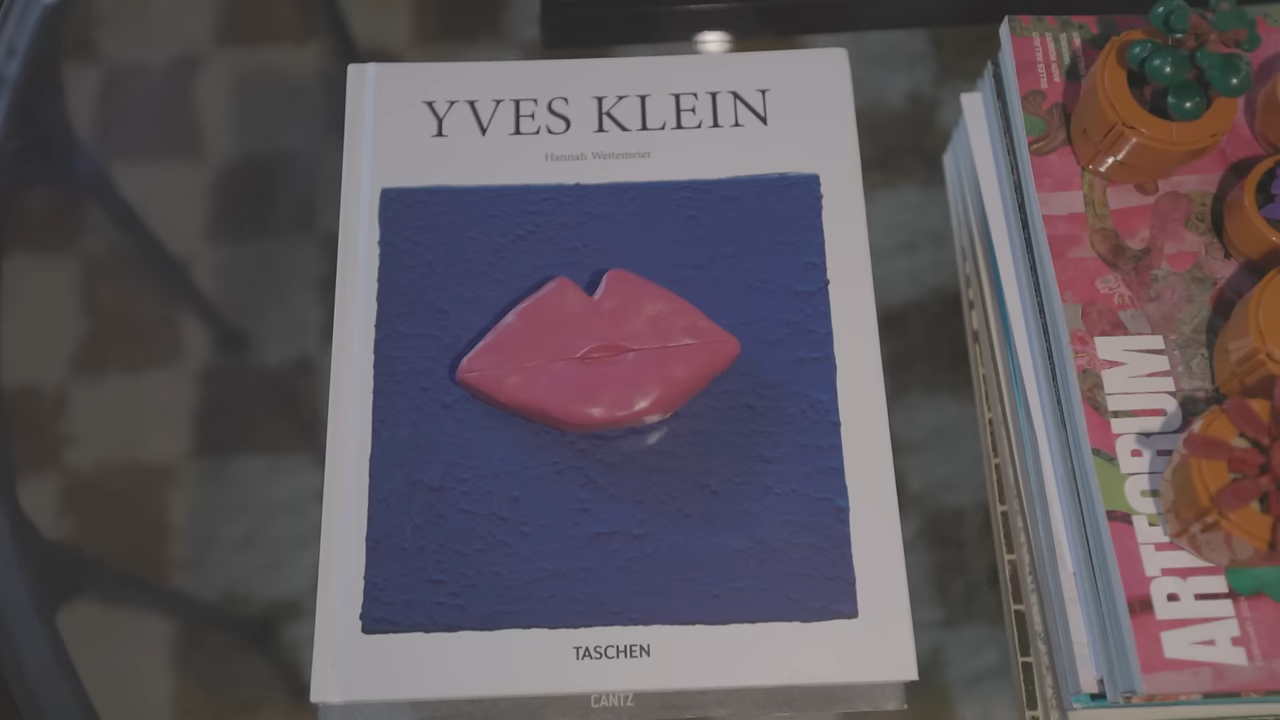 YVES KLEIN
Hannah Weitemeier
TASCHEN
CANTZ
ARTFORUM